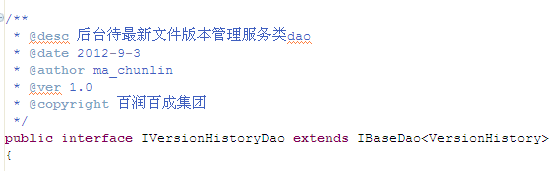 /**
* @desc 后台待最新文件版本管理服务类dao
* @date 2012-9-3
* @author ma_chunlin
* @ver 1.0
* @copyright 百润百成集团
*/
public interface IVersionHistoryDao extends IBaseDao<VersionHistory>
{